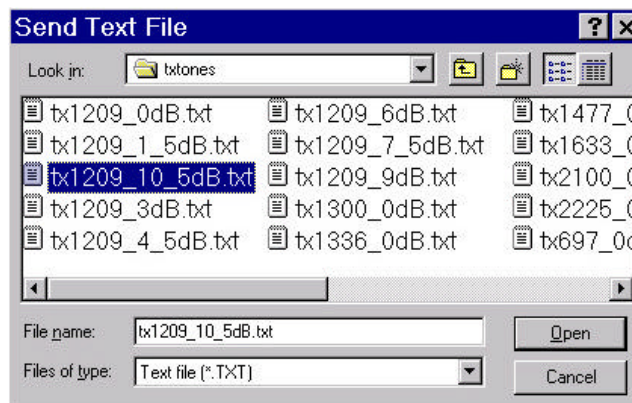 Send Text File
Look in: txtones
tx1209_0dB.txt tx1209_6dB.txt tx1477_
tx1209_1_5dB.txt tx1209_7_5dB.txt tx1633_
tx1209_10_5dB.txt tx1209_9dB.txt tx2100_
tx1209_3dB.txt tx1300_0dB.txt tx2225_
tx1209_4_5dB.txt tx1336_0dB.txt tx697_0
File name: tx1209_10_5dB.txt Open
Files of type: Text file (*.TXT) Cancel